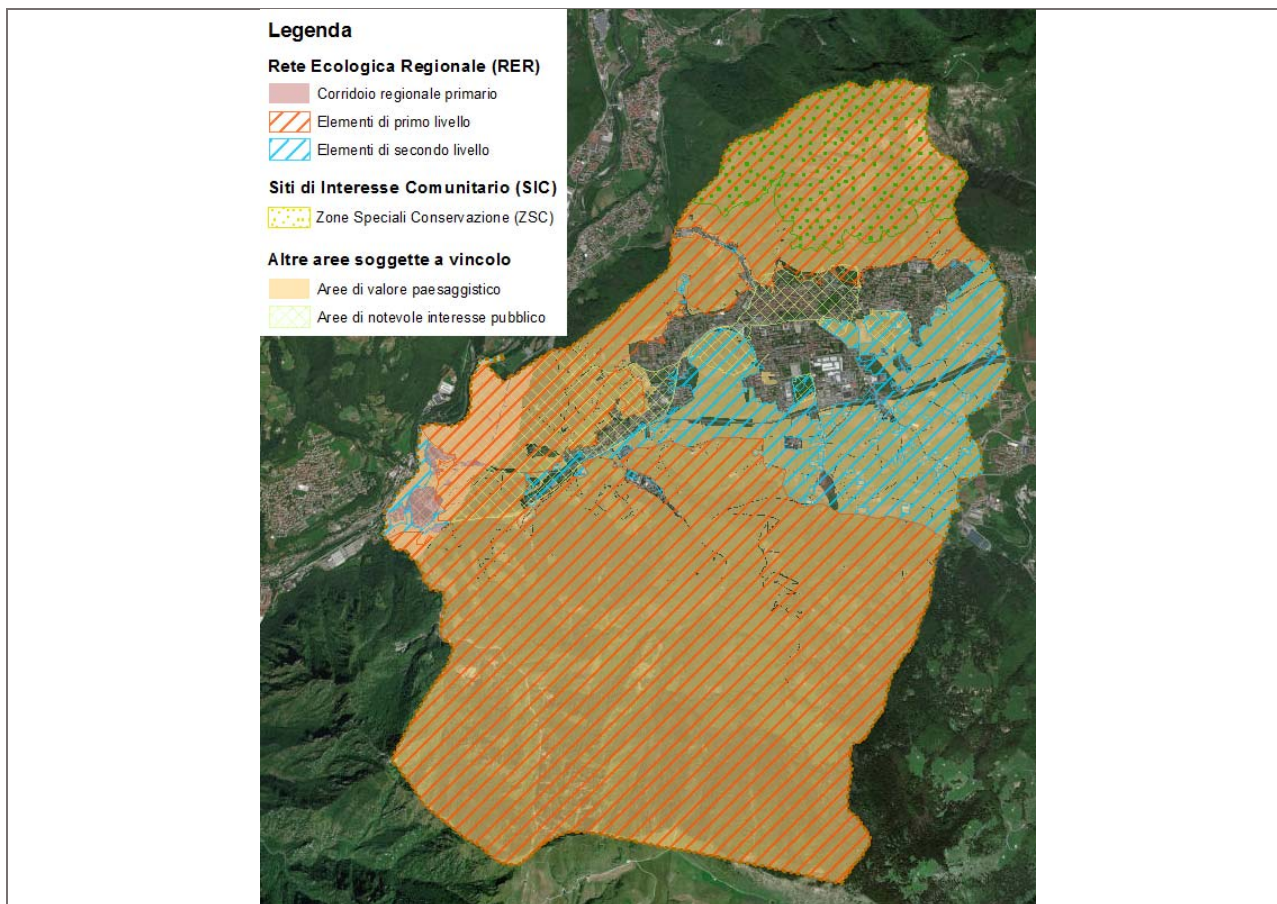 Legenda
Rete Ecologica Regionale (RER)
Corridoio regionale primario
Elementi di primo livello
Elementi di secondo livello
Siti di Interesse Comunitario (SIC)
Zone Speciali Conservazione (ZSC)
Altre aree soggette a vincolo
Aree di valore paesaggistico
Aree di notevole interesse pubblico